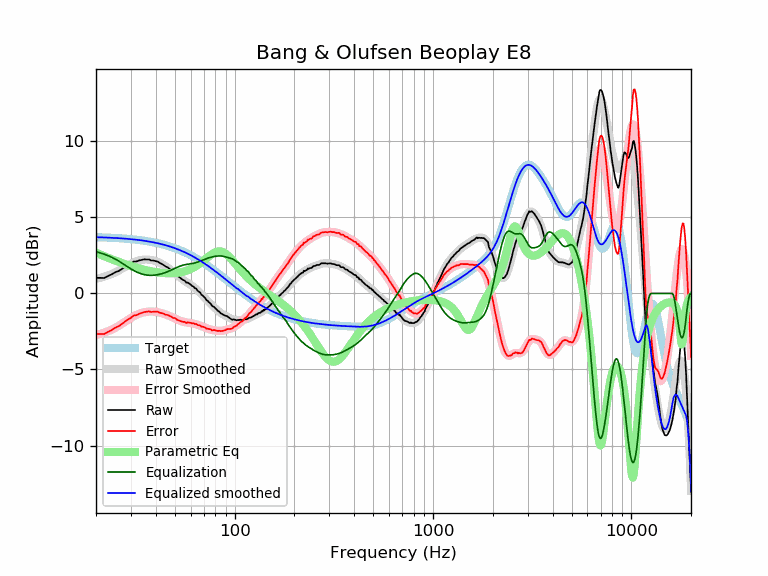 Bang & Olufsen Beoplay E8
Amplitude (dBr)
10
5
0
−5
−10
Target
Raw Smoothed
Error Smoothed
Raw
Error
Parametric Eq
Equalization
Equalized smoothed
100 1000 10000
Frequency (Hz)